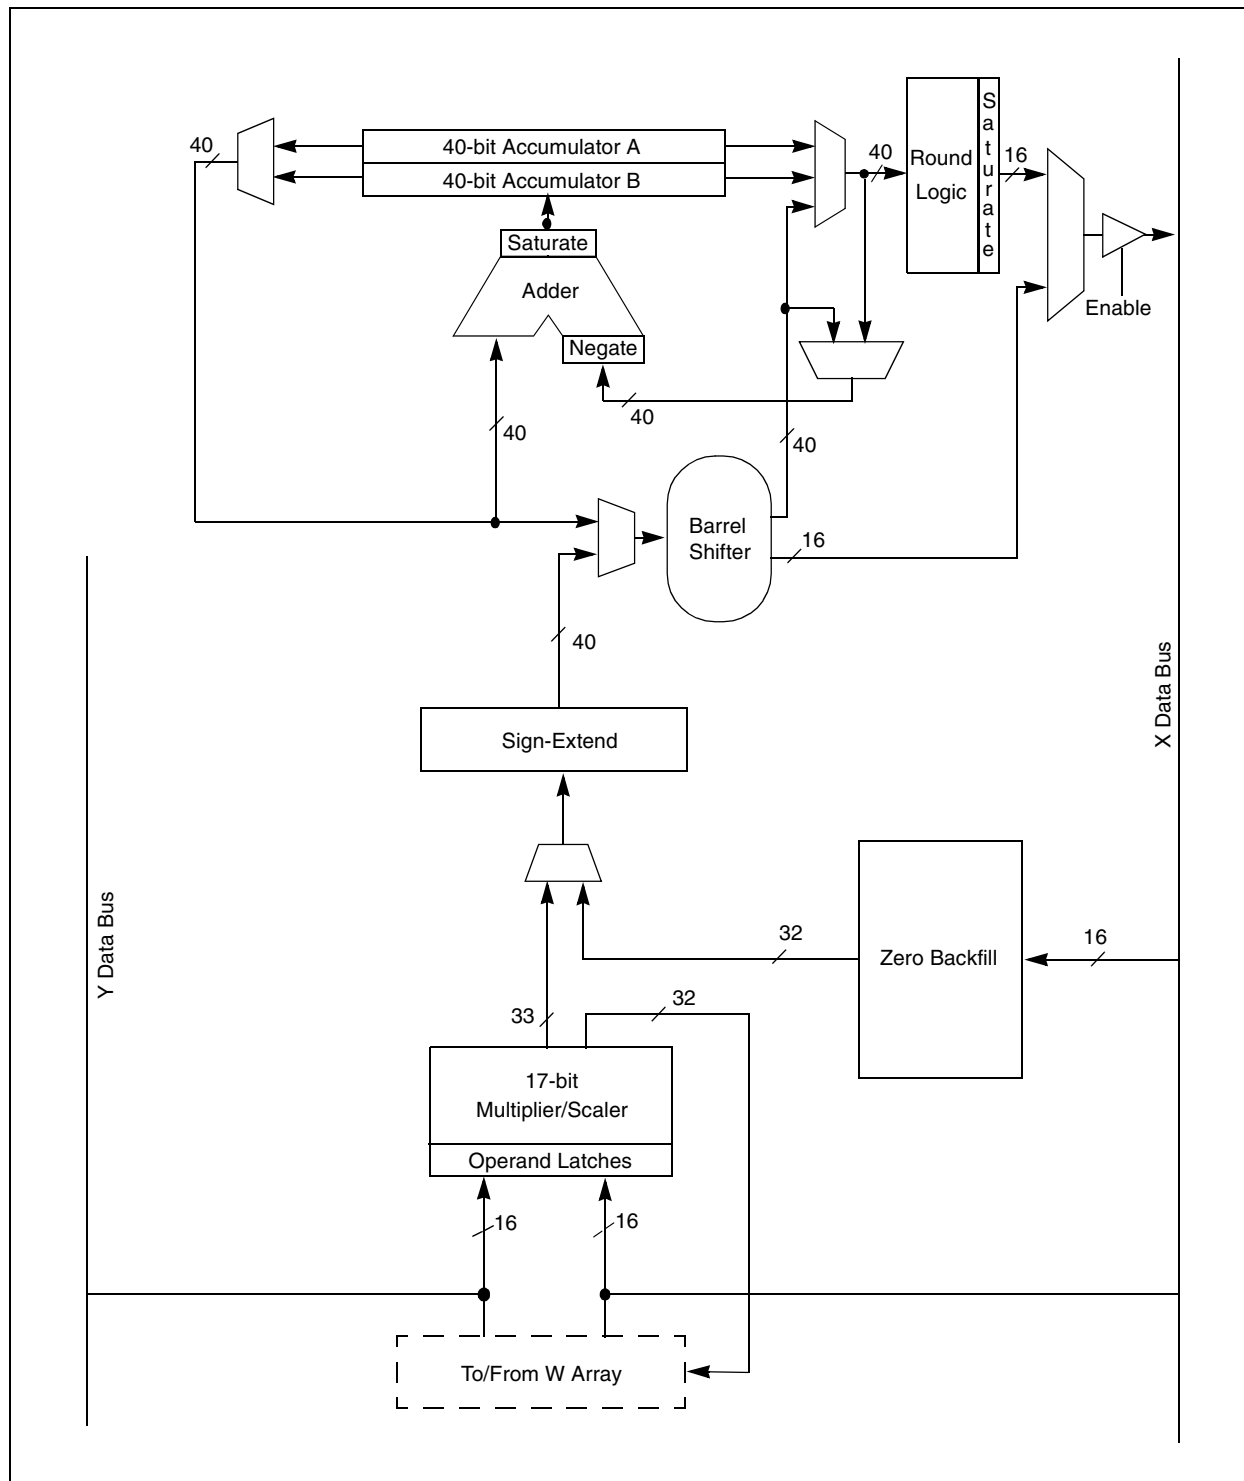 40
40-bit Accumulator A
40-bit Accumulator B
40
Round
Logic
Saturate
16
Saturate
Adder
Negate
Enable
40
40
40
Barrel
Shifter
16
40
Sign-Extend
X Data Bus
Y Data Bus
32
Zero Backfill
16
33
32
17-bit
Multiplier/Scaler
Operand Latches
16
16
To/From W Array